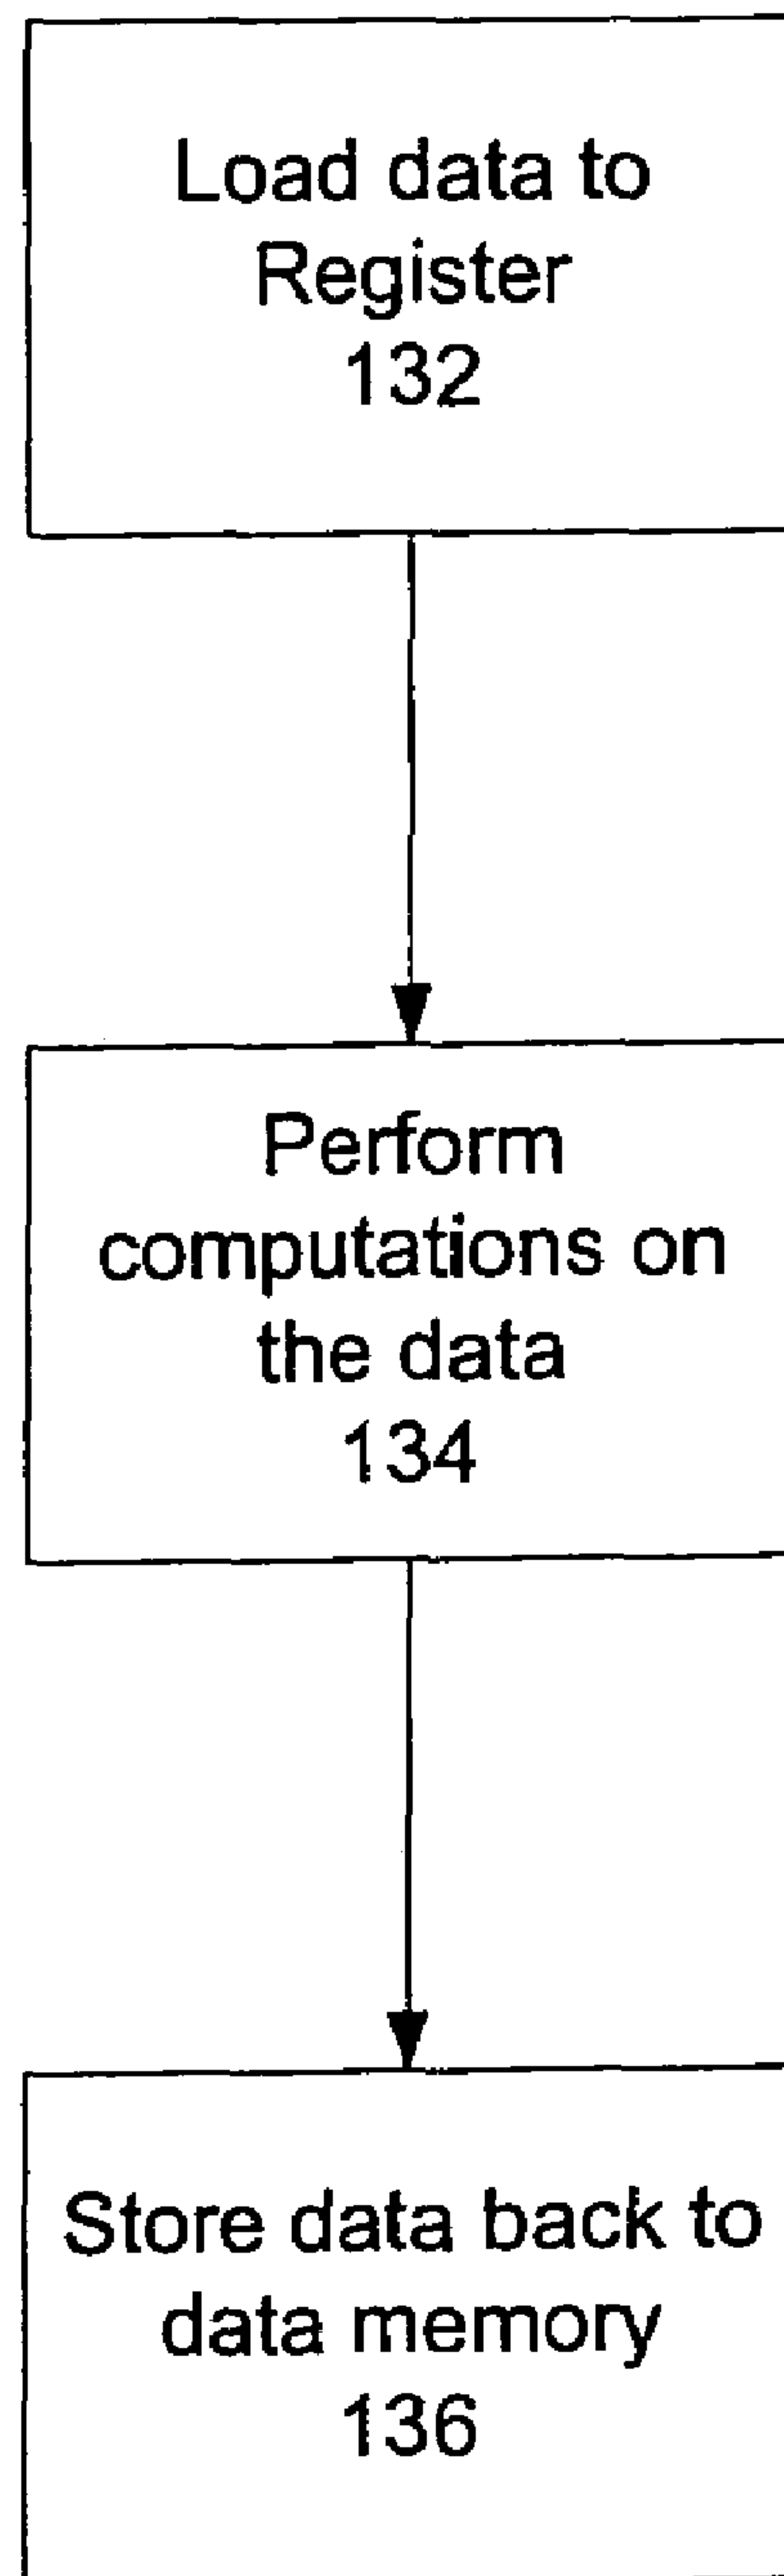 Load data to
Register
132
Perform
computations on
the data
134
Store data back to
data memory
136